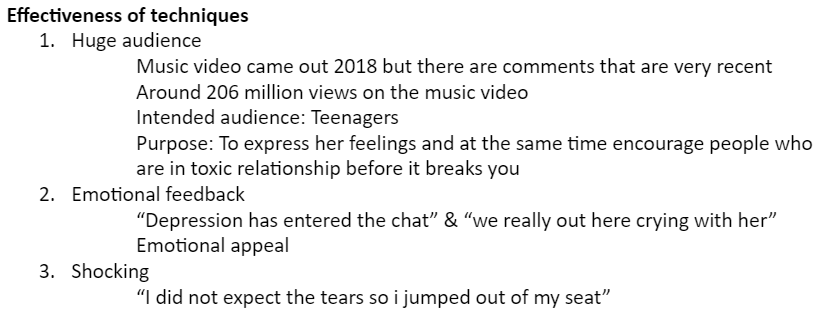 Effectiveness of techniques
1. Huge audience
Music video came out 2018 but there are comments that are very recent
Around 206 million views on the music video
Intended audience: Teenagers
Purpose: To express her feelings and at the same time encourage people who
are in toxic relationship before it breaks you
2. Emotional feedback
“Depression has entered the chat” & “we really out here crying with her”
Emotional appeal
3. Shocking
“I did not expect the tears so i jumped out of my seat”